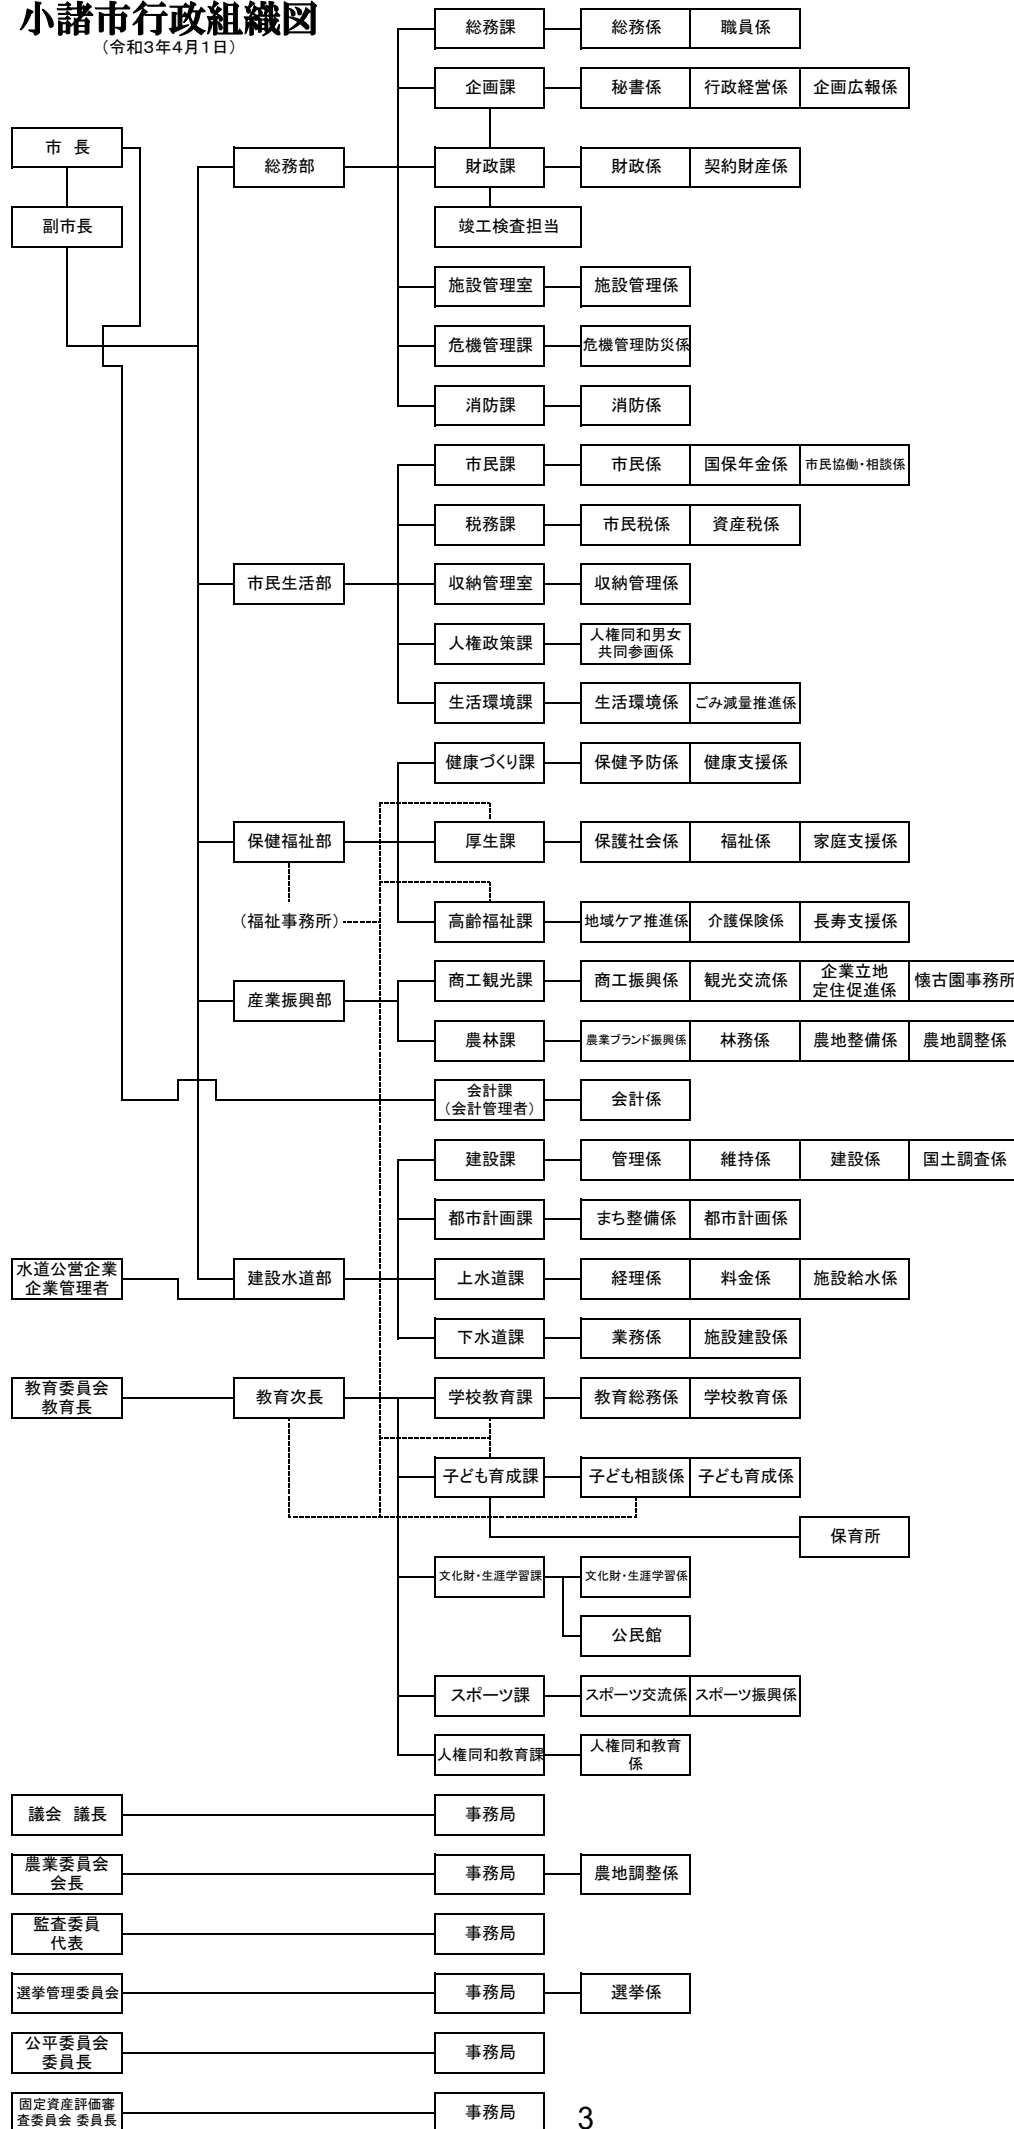 小諸市行政組織図
（令和3年4月1日）
総務課 総務係 職員係
企画課 秘書係 行政経営係 企画広報係
市 長
総務部 財政課 財政係 契約財産係
副市長 竣工検査担当
施設管理室 施設管理係
危機管理課 危機管理防災係
消防課 消防係
市民課 市民係 国保年金係 市民協働・相談係
税務課 市民税係 資産税係
市民生活部 収納管理室 収納管理係
人権政策課 人権同和男女
共同参画係
生活環境課 生活環境係 ごみ減量推進係
健康づくり課 保健予防係 健康支援係
保健福祉部 厚生課 保護社会係 福祉係 家庭支援係
（福祉事務所） 高齢福祉課 地域ケア推進係 介護保険係 長寿支援係
産業振興部 商工観光課 商工振興係 観光交流係 企業立地
定住促進係 懐古園事務所
農林課 農業ブランド振興係 林務係 農地整備係 農地調整係
会計課
（会計管理者） 会計係
建設課 管理係 維持係 建設係 国土調査係
都市計画課 まち整備係 都市計画係
水道公営企業
企業管理者 建設水道部 上水道課 経理係 料金係 施設給水係
下水道課 業務係 施設建設係
教育委員会
教育長 教育次長 学校教育課 教育総務係 学校教育係
子ども育成課 子ども相談係 子ども育成係
保育所
文化財・生涯学習課 文化財・生涯学習係
公民館
スポーツ課 スポーツ交流係 スポーツ振興係
人権同和教育課 人権同和教育
係
議会 議長 事務局
農業委員会
会長 事務局 農地調整係
監査委員
代表 事務局
選挙管理委員会 事務局 選挙係
公平委員会
委員長 事務局
固定資産評価審
査委員会 委員長 事務局
3